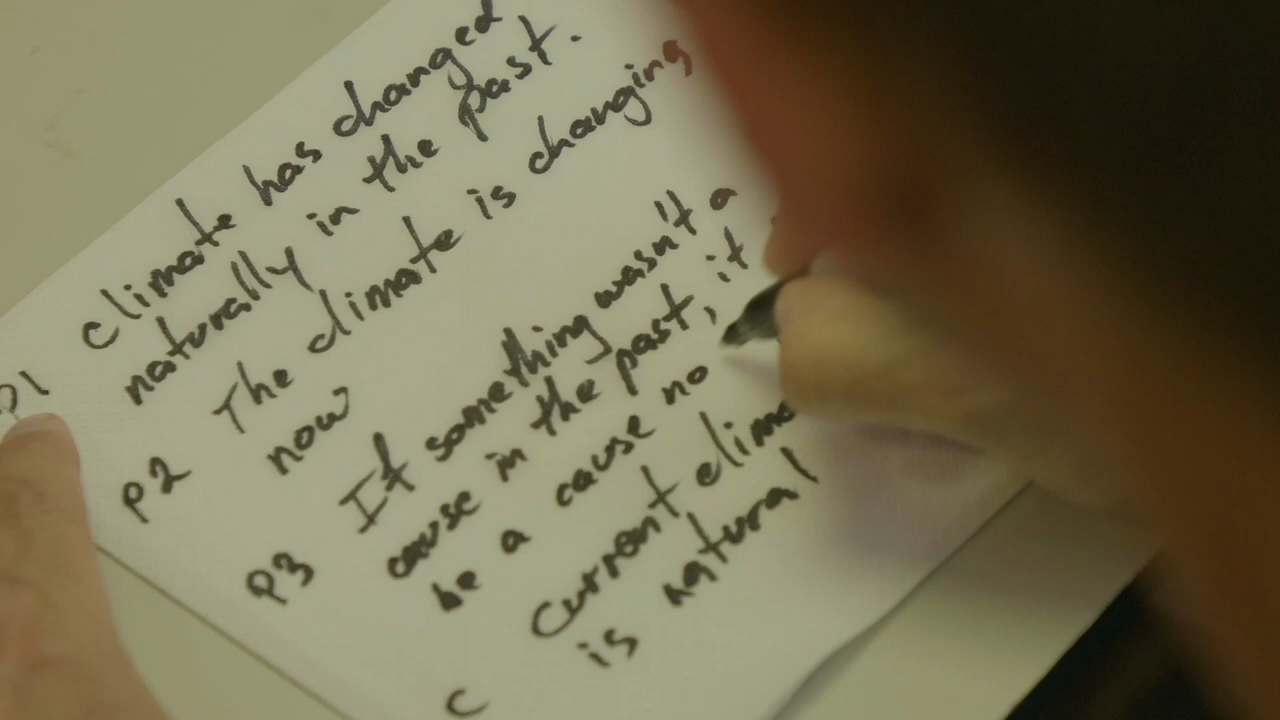 P1 Climate has changed
naturally in the past.
P2 The climate is changing
now
P3 If something wasn't a
cause in the past, it
be a cause no
C Current
is natural